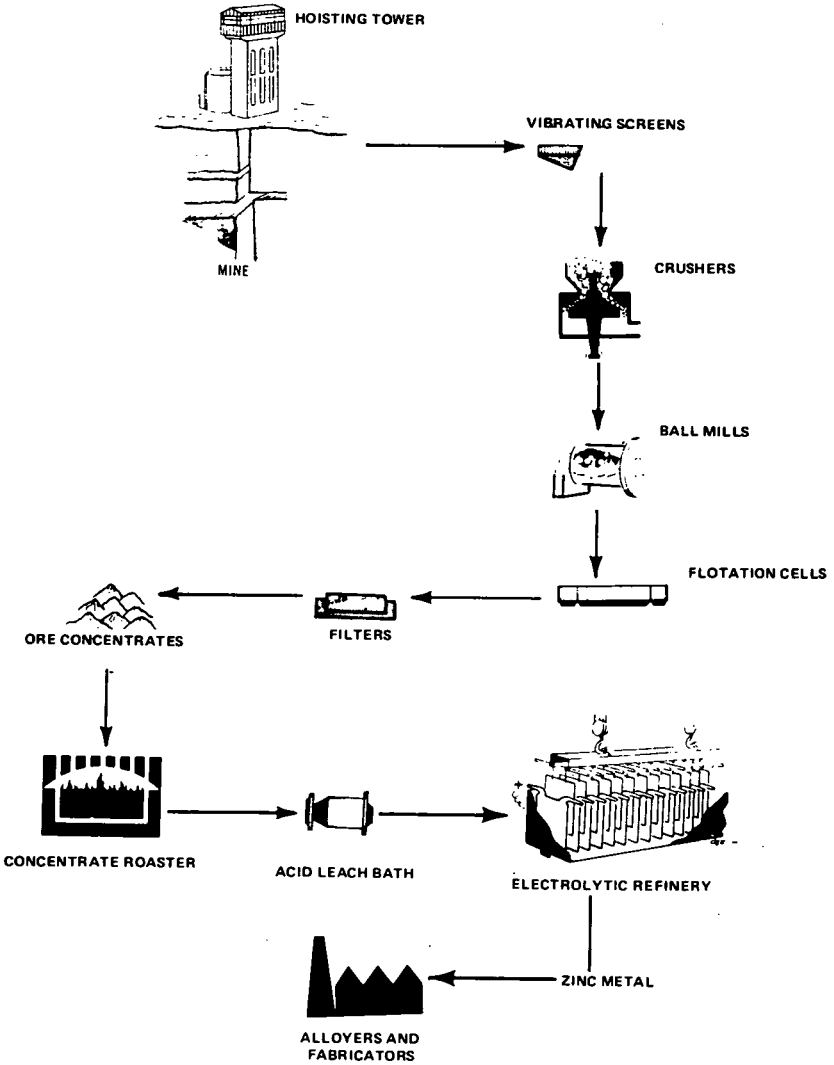 HOISTING TOWER
VIBRATING SCREENS
MINE
CRUSHERS
BALL MILLS
FLOTATION CELLS
ORE CONCENTRATES
FILTERS
CONCENTRATE ROASTER
ACID LEACH BATH
ELECTROLYTIC REFINERY
ZINC METAL
ALLOYERS AND
FABRICATORS